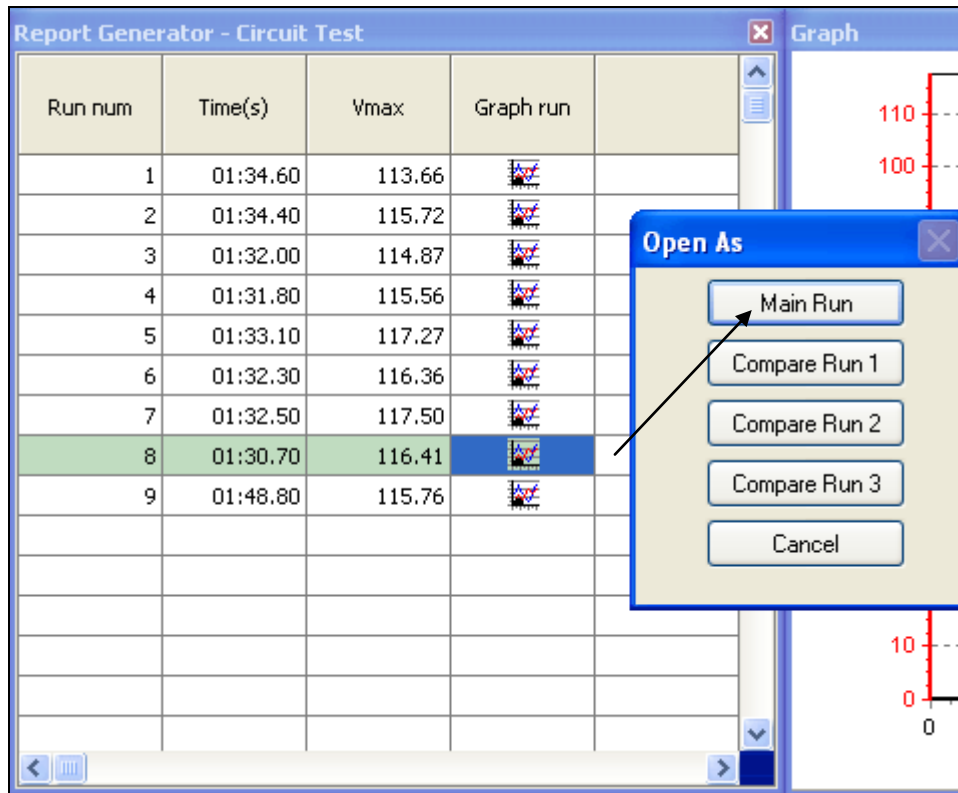 Report Generator - Circuit Test
Run num Time(s) Vmax Graph run
1 01:34.60 113.66
2 01:34.40 115.72
3 01:32.00 114.87
4 01:31.80 115.56
5 01:33.10 117.27
6 01:32.30 116.36
7 01:32.50 117.50
8 01:30.70 116.41
9 01:48.80 115.76
Graph
110
100
10
0
0
Open As
Main Run
Compare Run 1
Compare Run 2
Compare Run 3
Cancel